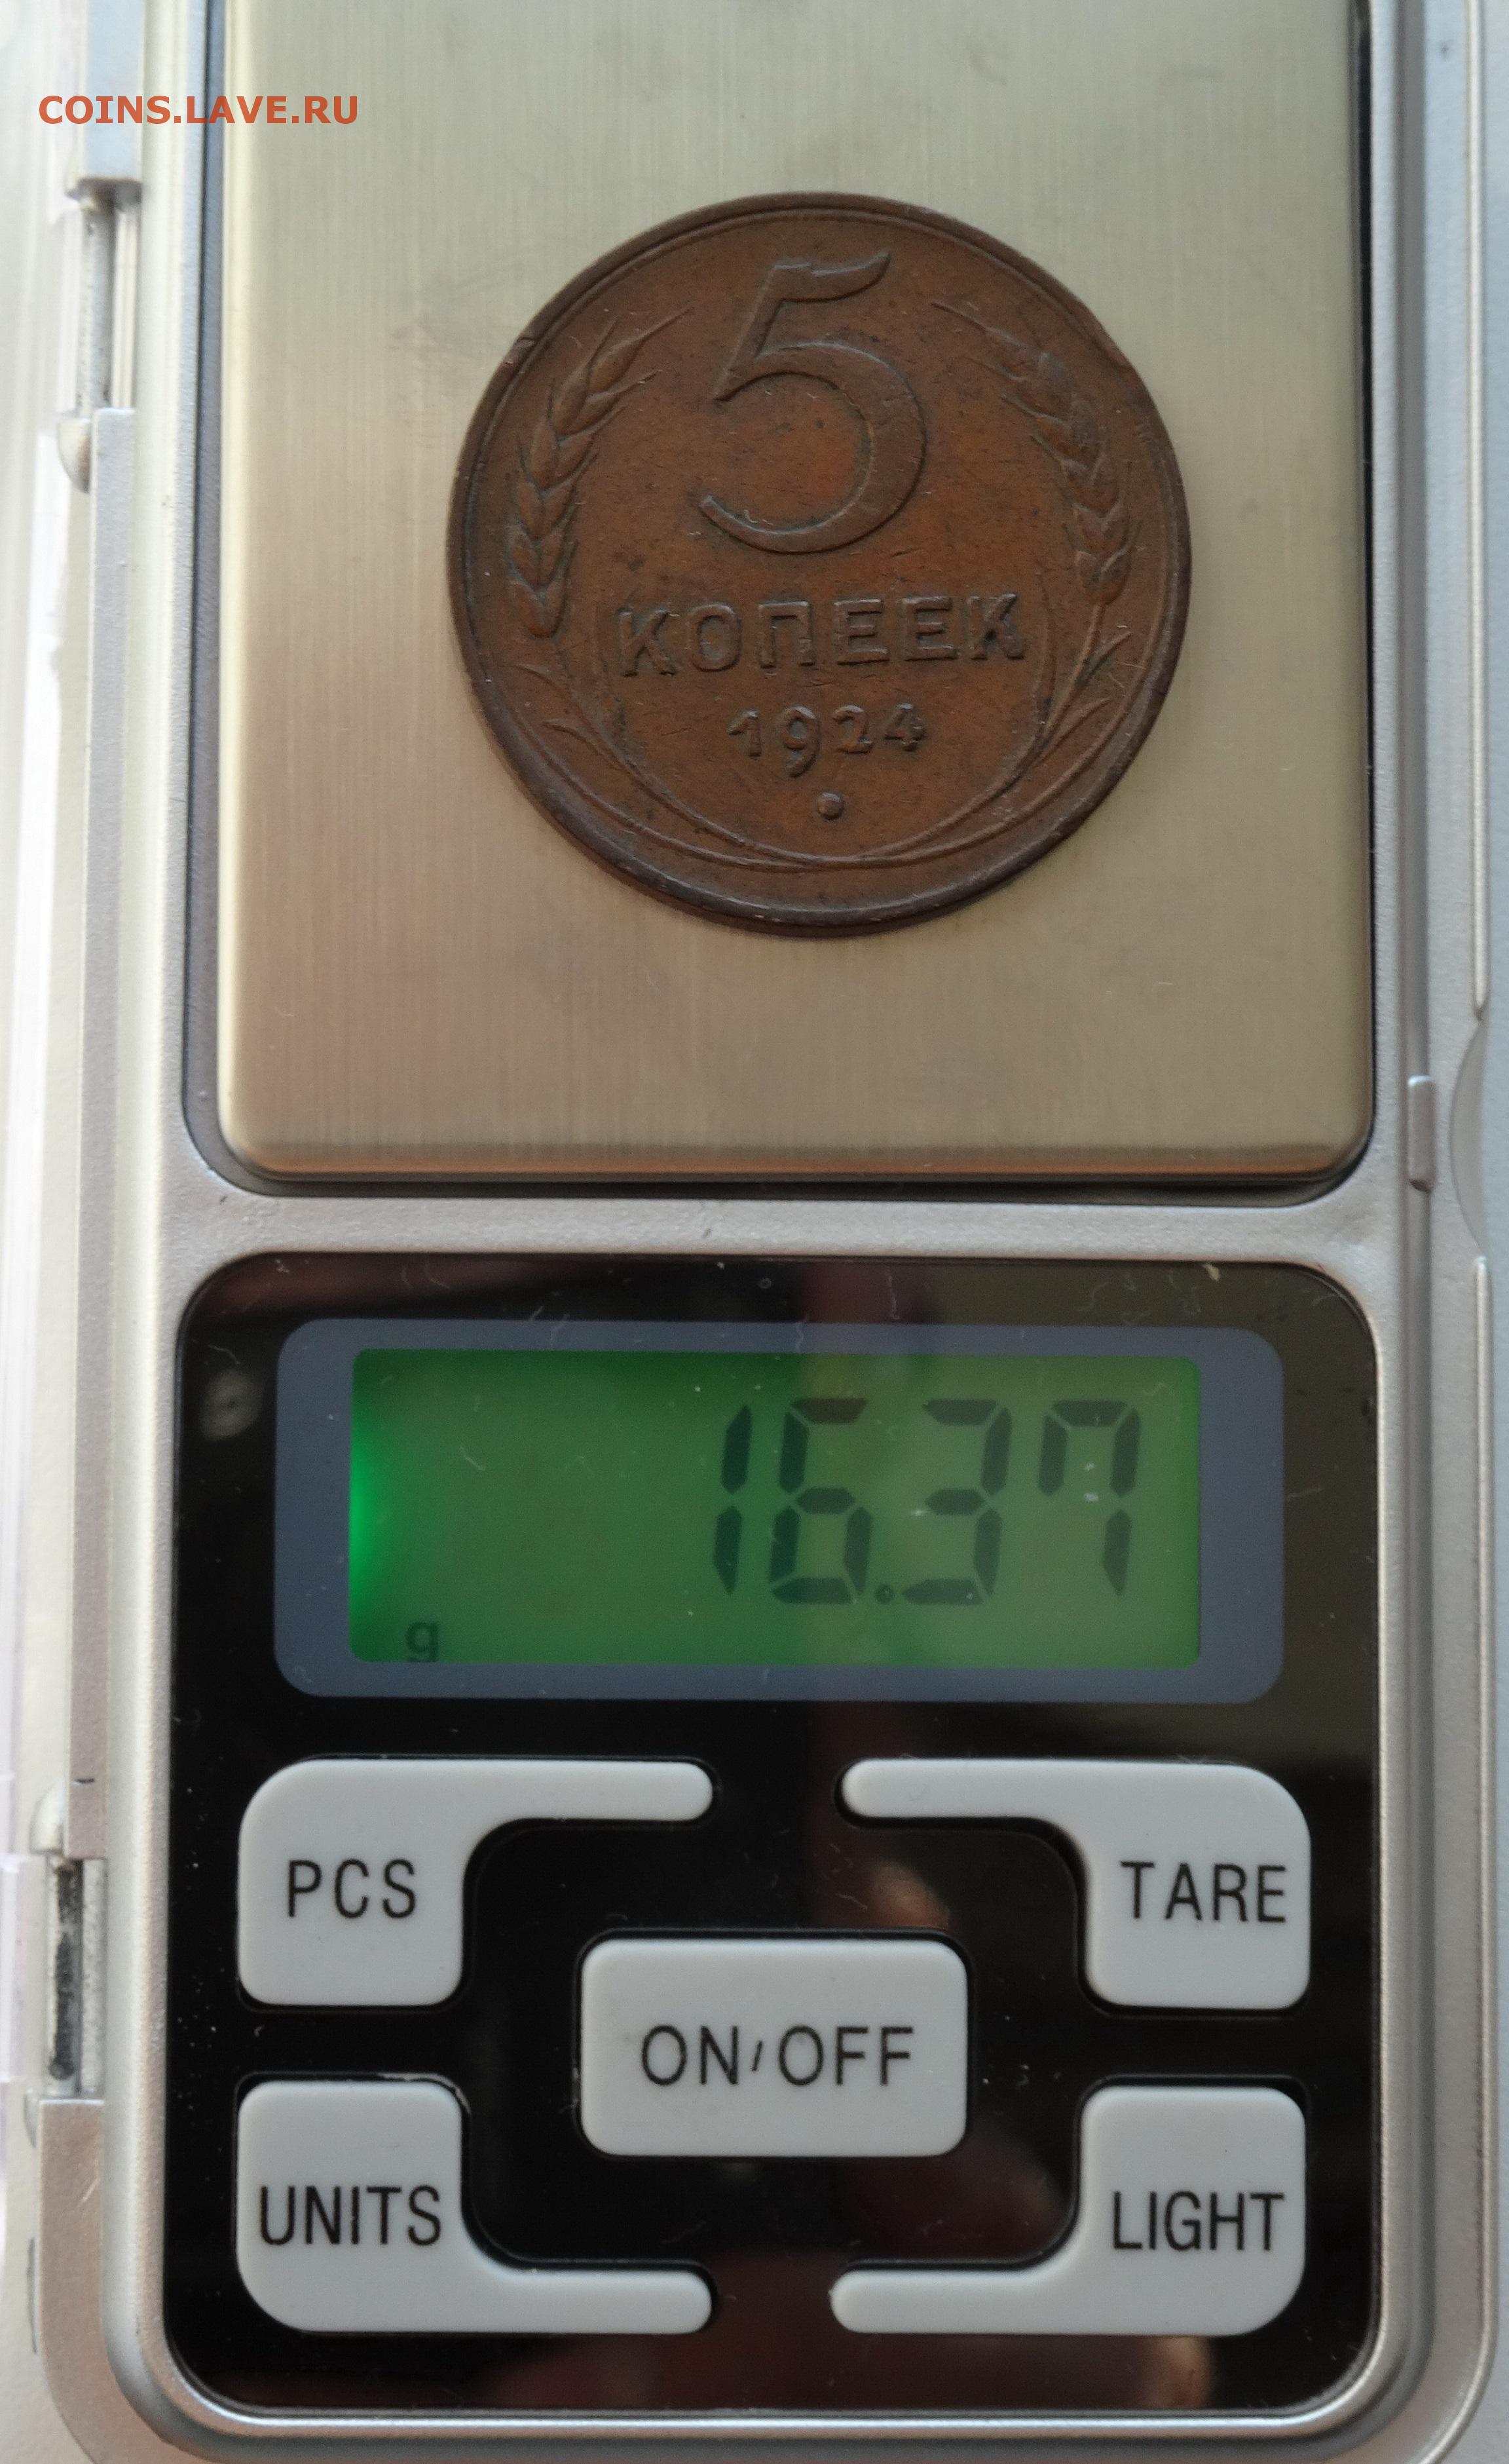 COINS.LAVE.RU
5
КОПЕЕК
1924
16.37
g
PCS
TARE
ON/OFF
UNITS
LIGHT